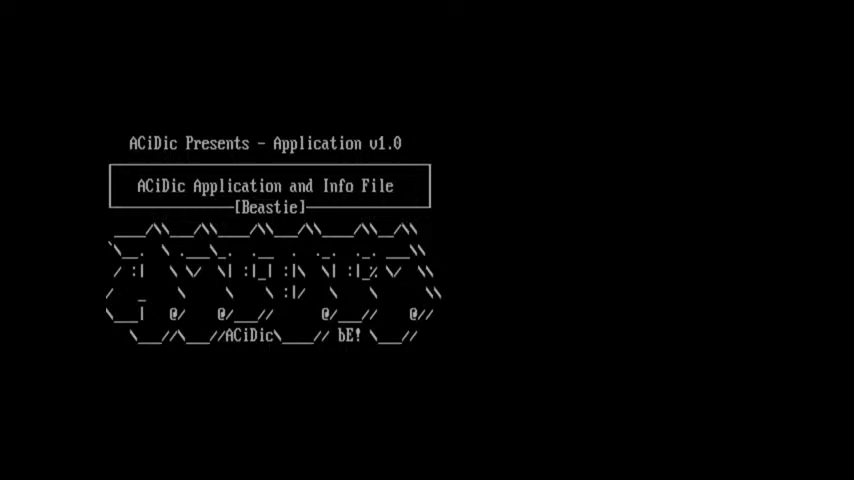 ACiDic Presents - Application v1.0
ACiDic Application and Info File
[Beastie]
ACiDic bE!